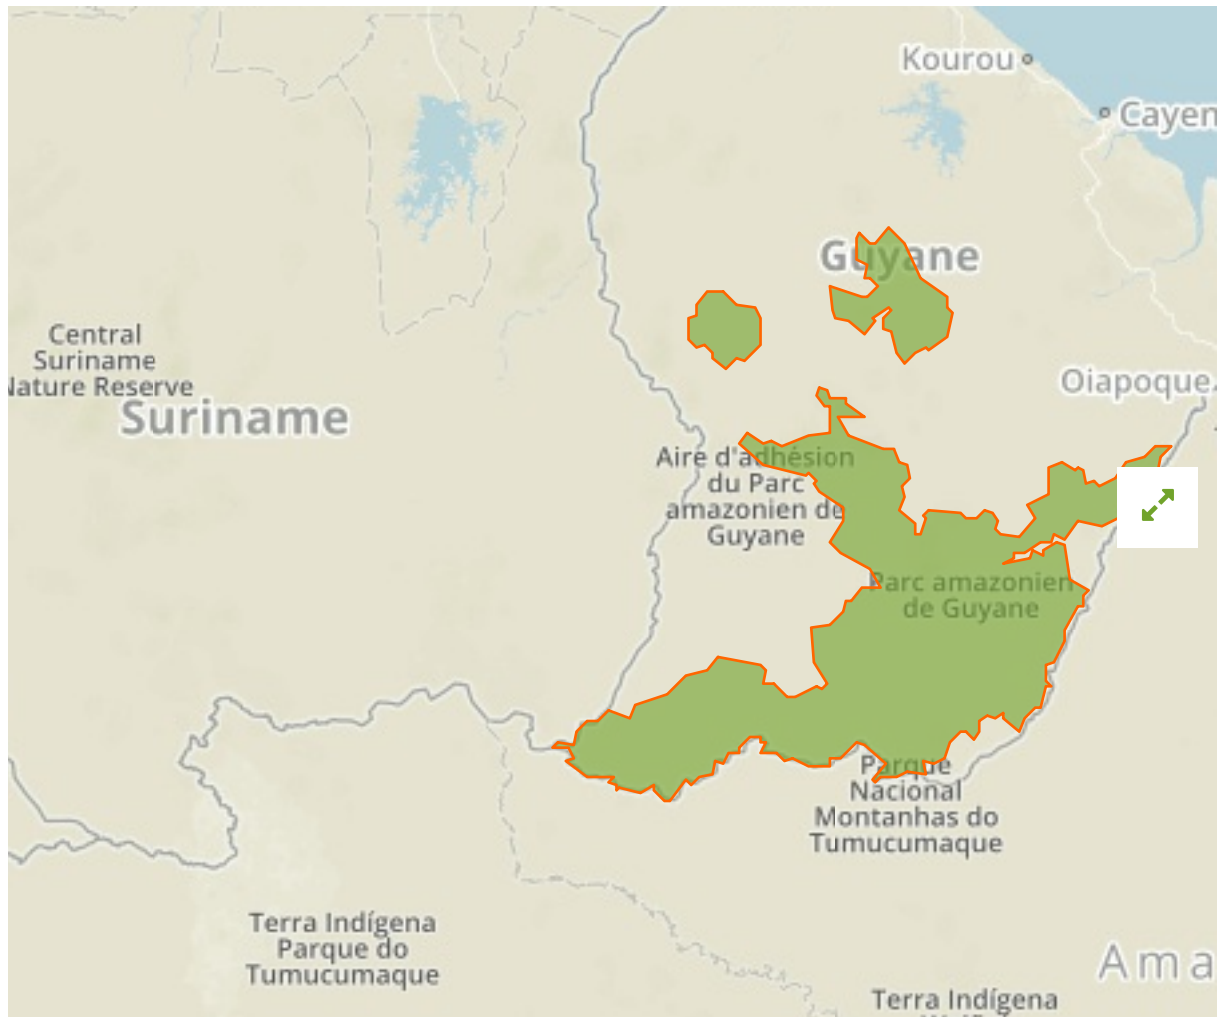 Kourou
Cayen
Guyane
Central
Suriname
Nature Reserve
Suriname
Oiapoque
Aire d'adhésion
du Parc
amazonien de
Guyane
Parc amazonien
de Guyane
Parque
Nacional
Montanhas do
Tumucumaque
Terra Indígena
Parque do
Tumucumaque
Ama
Terra Indígena